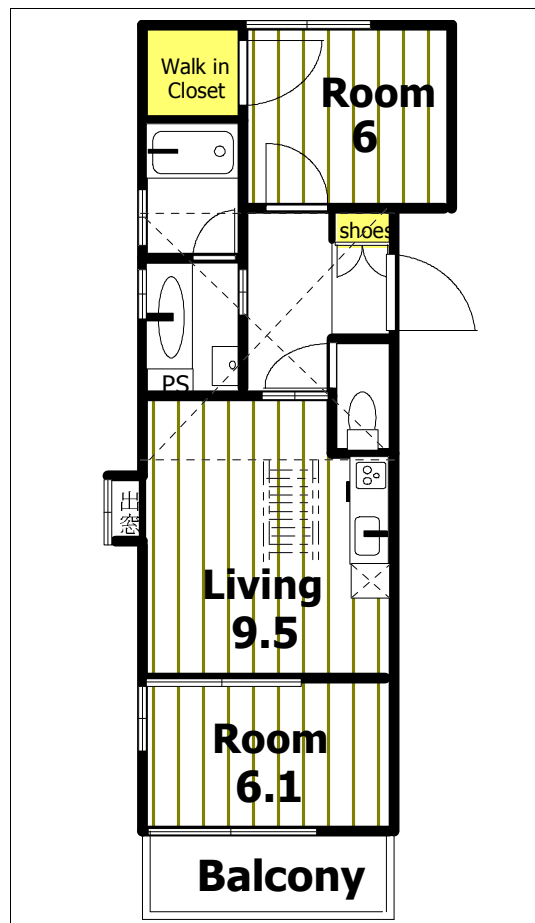 Walk in
Closet
Room
6
shoes
PS
出窓
Living
9.5
Room
6.1
Balcony